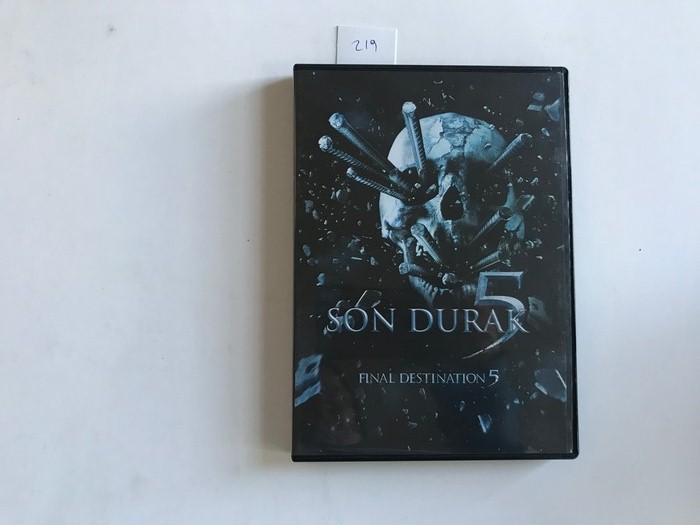 219
5
SON DURAK
FINAL DESTINATION 5